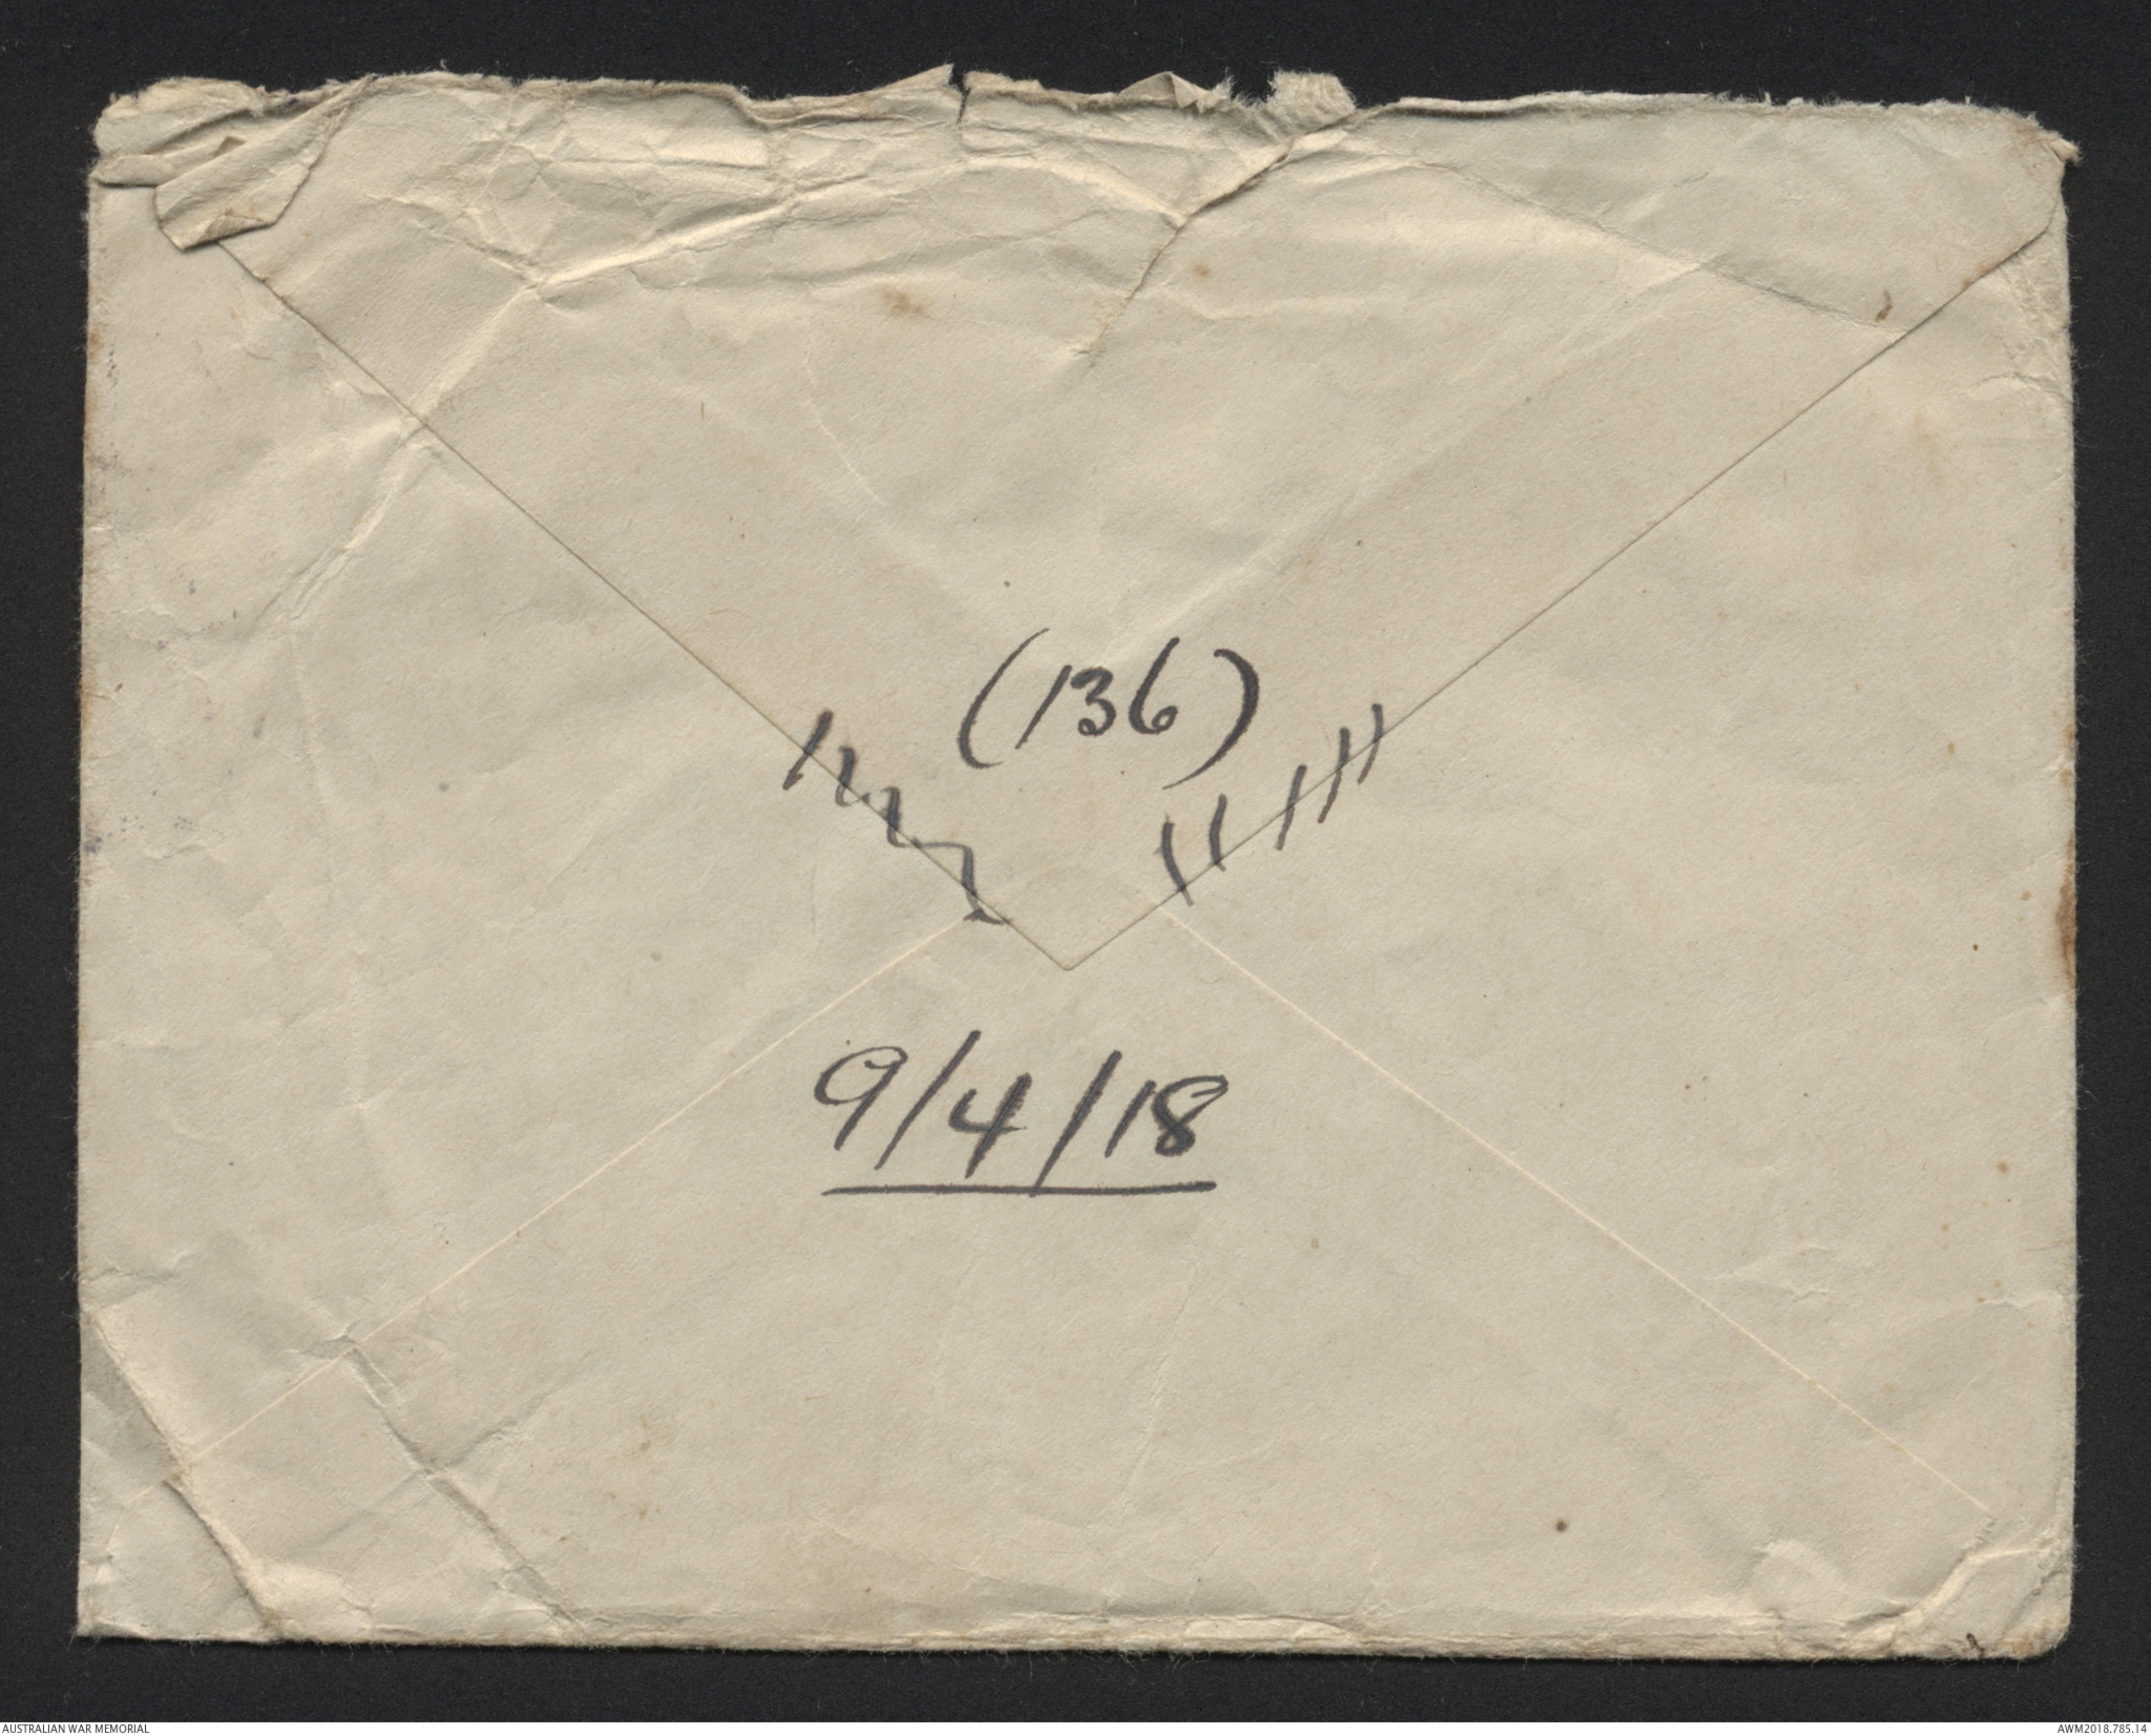 (136)
9/4/18
AUSTRALIAN WAR MEMORIAL
AWM2018.785.14